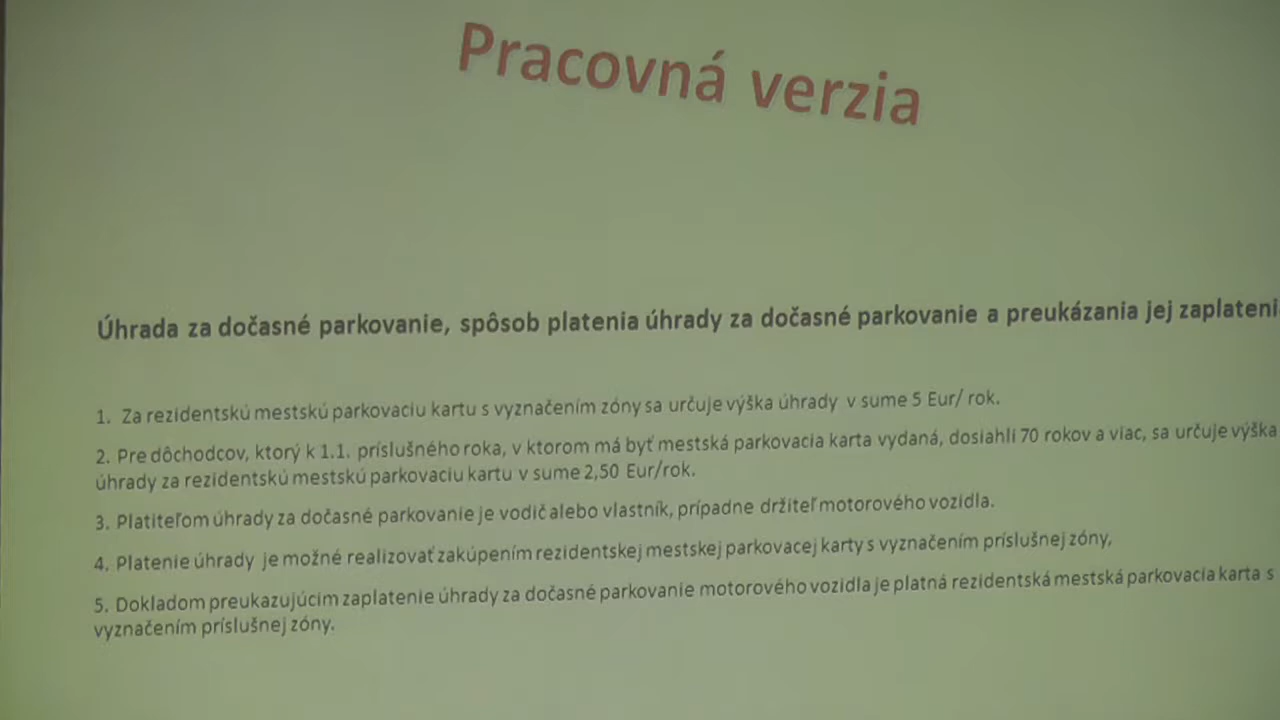 Pracovná verzia
Úhrada za dočasné parkovanie, spôsob platenia úhrady za dočasné parkovanie a preukázania jej zaplateni
1. Za rezidentskú mestskú parkovaciu kartu s vyznačením zóny sa určuje výška úhrady v sume 5 Eur/ rok.
2. Pre dôchodcov, ktorý k 1.1. príslušného roka, v ktorom má byť mestská parkovacia karta vydaná, dosiahli 70 rokov a viac, sa určuje výška
úhrady za rezidentskú mestskú parkovaciu kartu v sume 2,50 Eur/rok.
3. Platiteľom úhrady za dočasné parkovanie je vodič alebo vlastník, prípadne držiteľ motorového vozidla.
4. Platenie úhrady je možné realizovať zakúpením rezidentskej mestskej parkovacej karty s vyznačením príslušnej zóny,
5. Dokladom preukazujúcim zaplatenie úhrady za dočasné parkovanie motorového vozidla je platná rezidentská mestská parkovacia karta s
vyznačením príslušnej zóny.